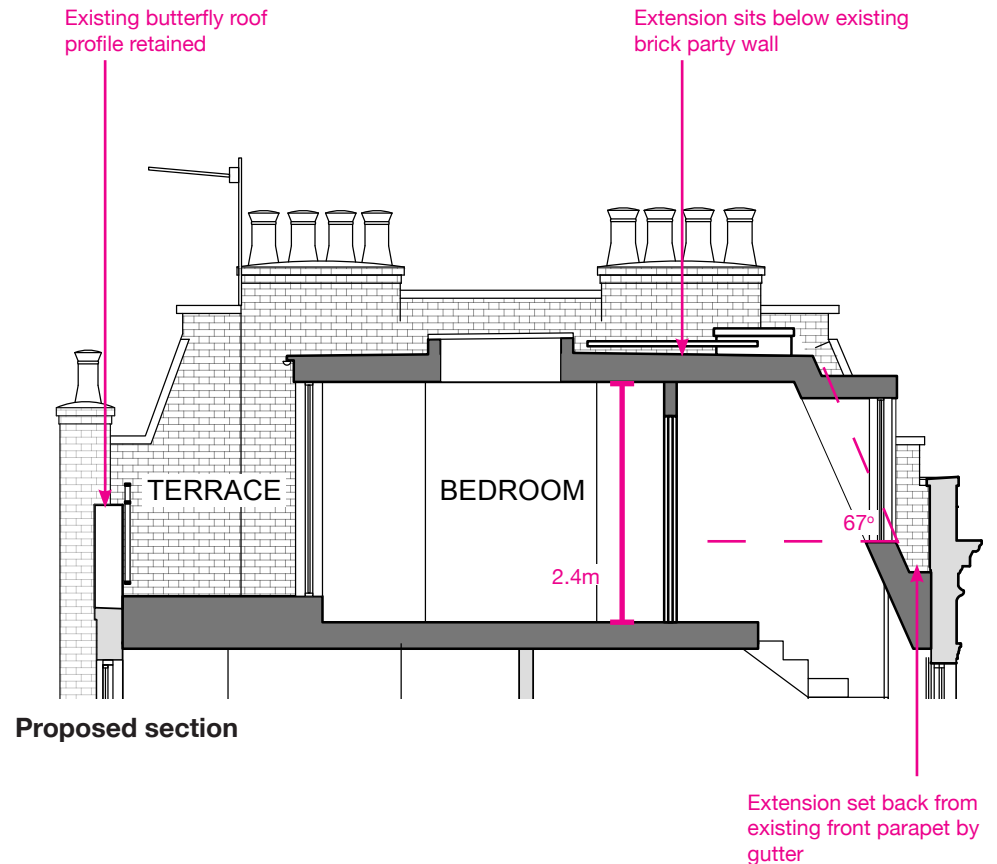 Existing butterfly roof
profile retained
Extension sits below existing
brick party wall
TERRACE
BEDROOM
67º
2.4m
Proposed section
Extension set back from
existing front parapet by
gutter